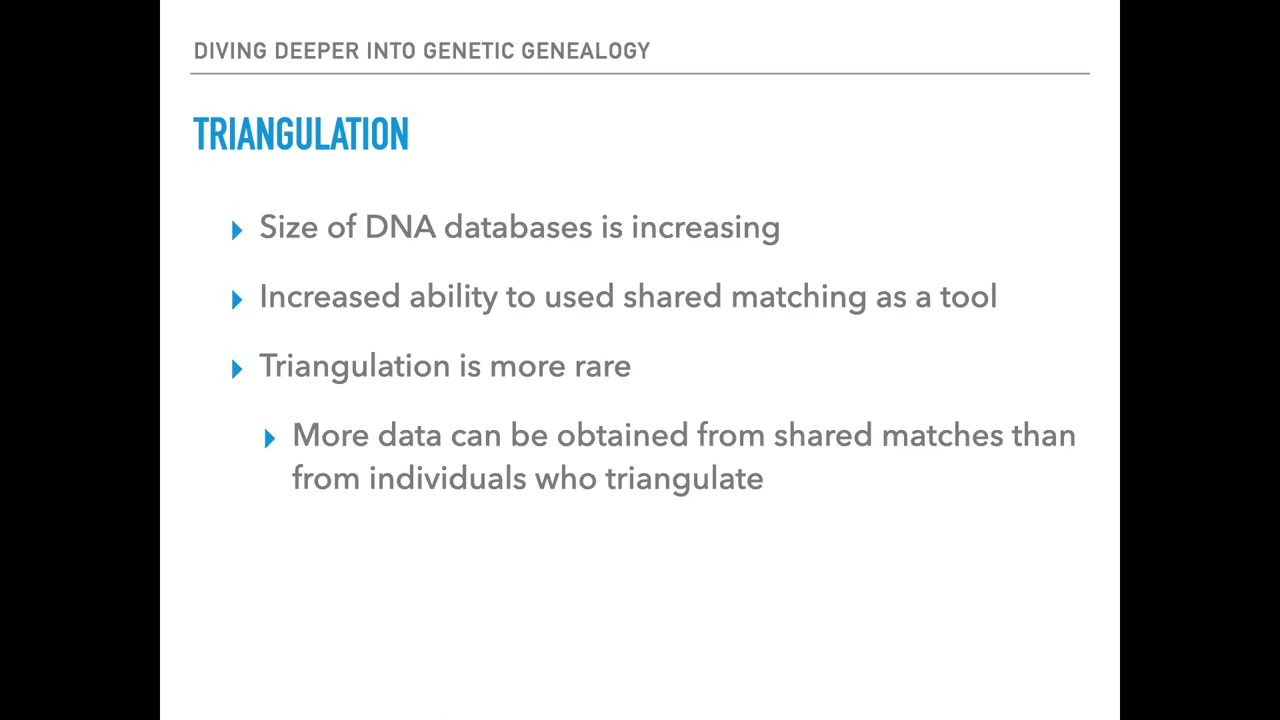 DIVING DEEPER INTO GENETIC GENEALOGY
TRIANGULATION
Size of DNA databases is increasing
Increased ability to used shared matching as a tool
Triangulation is more rare
More data can be obtained from shared matches than
from individuals who triangulate